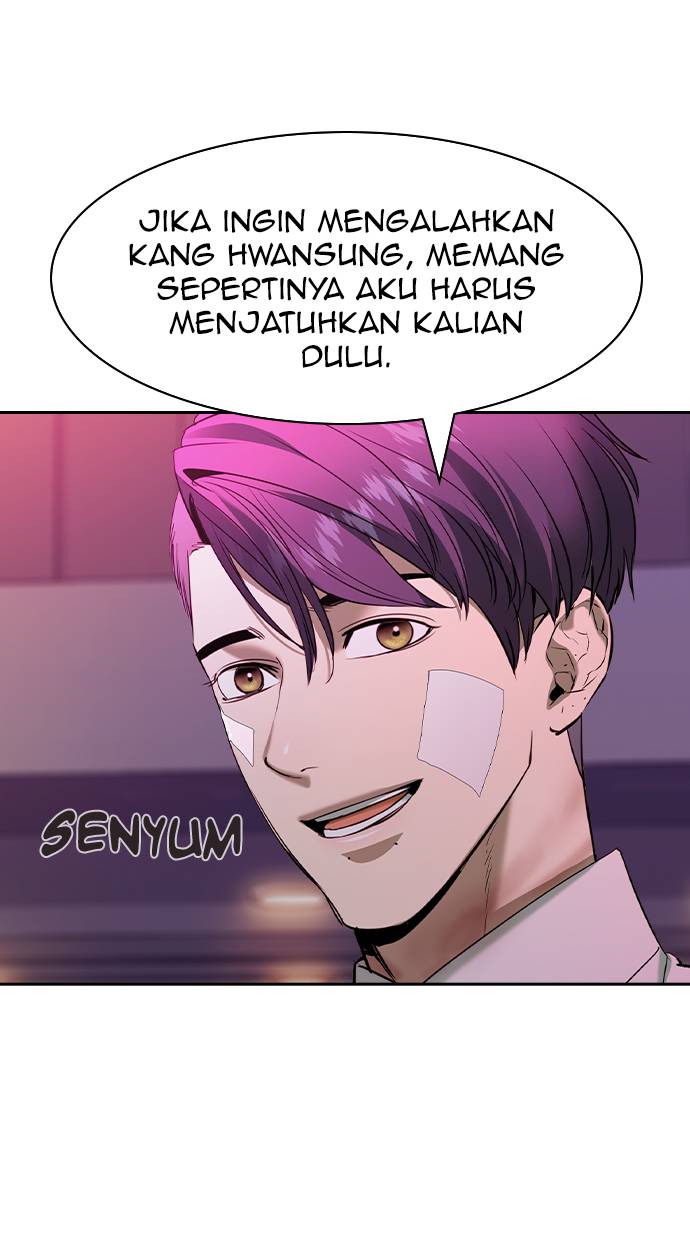 JIKA INGIN MENGALAHKAN
KANG HWANSUNG, MEMANG
SEPERTINYA AKU HARUS
MENJATUHKAN KALIAN
DULU.
SENYUM